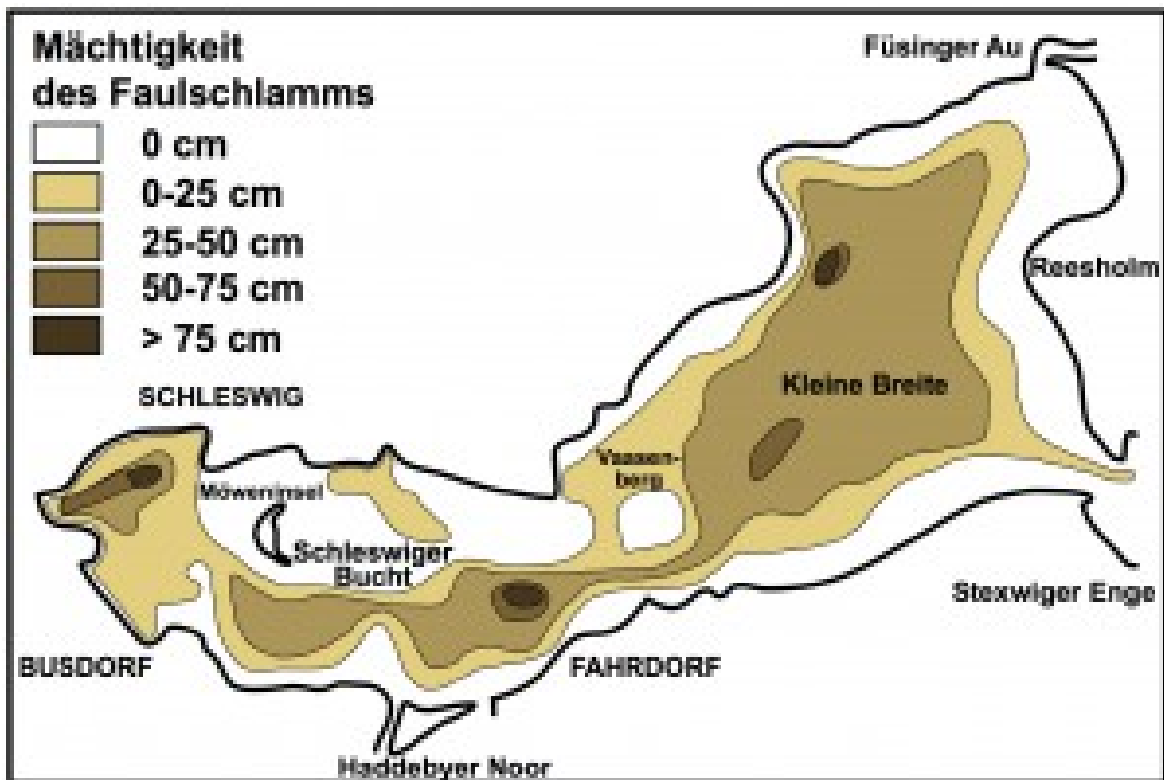 Mächtigkeit
des Faulschlamms
0 cm
0-25 cm
25-50 cm
50-75 cm
> 75 cm
Füsinger Au
Reesholm
Kleine Breite
SCHLESWIG
Vaasen-
berg
Möweninsel
Schleswiger
Bucht
Stexwiger Enge
BUSDORF
FAHRDORF
Haddebyer Noor